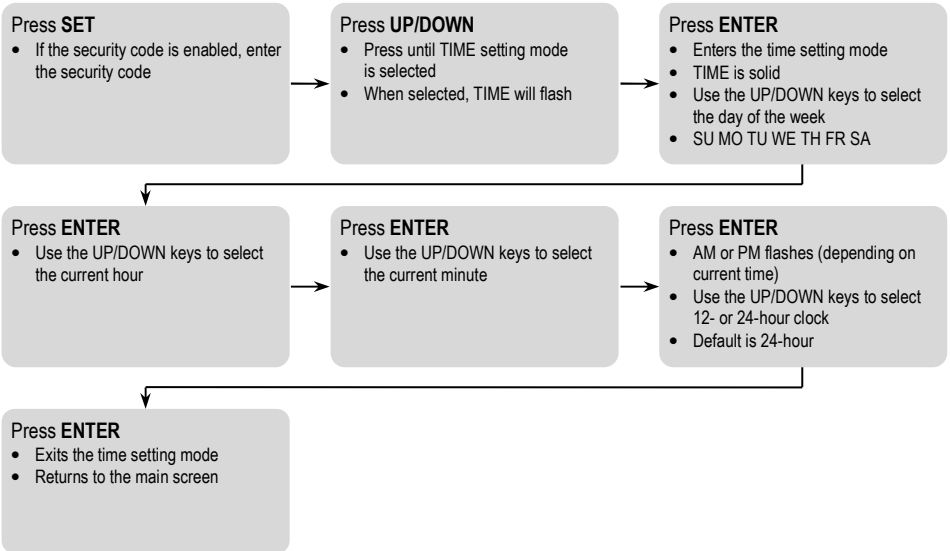 Press SET
• If the security code is enabled, enter
the security code
Press UP/DOWN
• Press until TIME setting mode
is selected
• When selected, TIME will flash
Press ENTER
• Enters the time setting mode
• TIME is solid
• Use the UP/DOWN keys to select
the day of the week
• SU MO TU WE TH FR SA
Press ENTER
• Use the UP/DOWN keys to select
the current hour
Press ENTER
• Use the UP/DOWN keys to select
the current minute
Press ENTER
• AM or PM flashes (depending on
current time)
• Use the UP/DOWN keys to select
12- or 24-hour clock
• Default is 24-hour
Press ENTER
• Exits the time setting mode
• Returns to the main screen